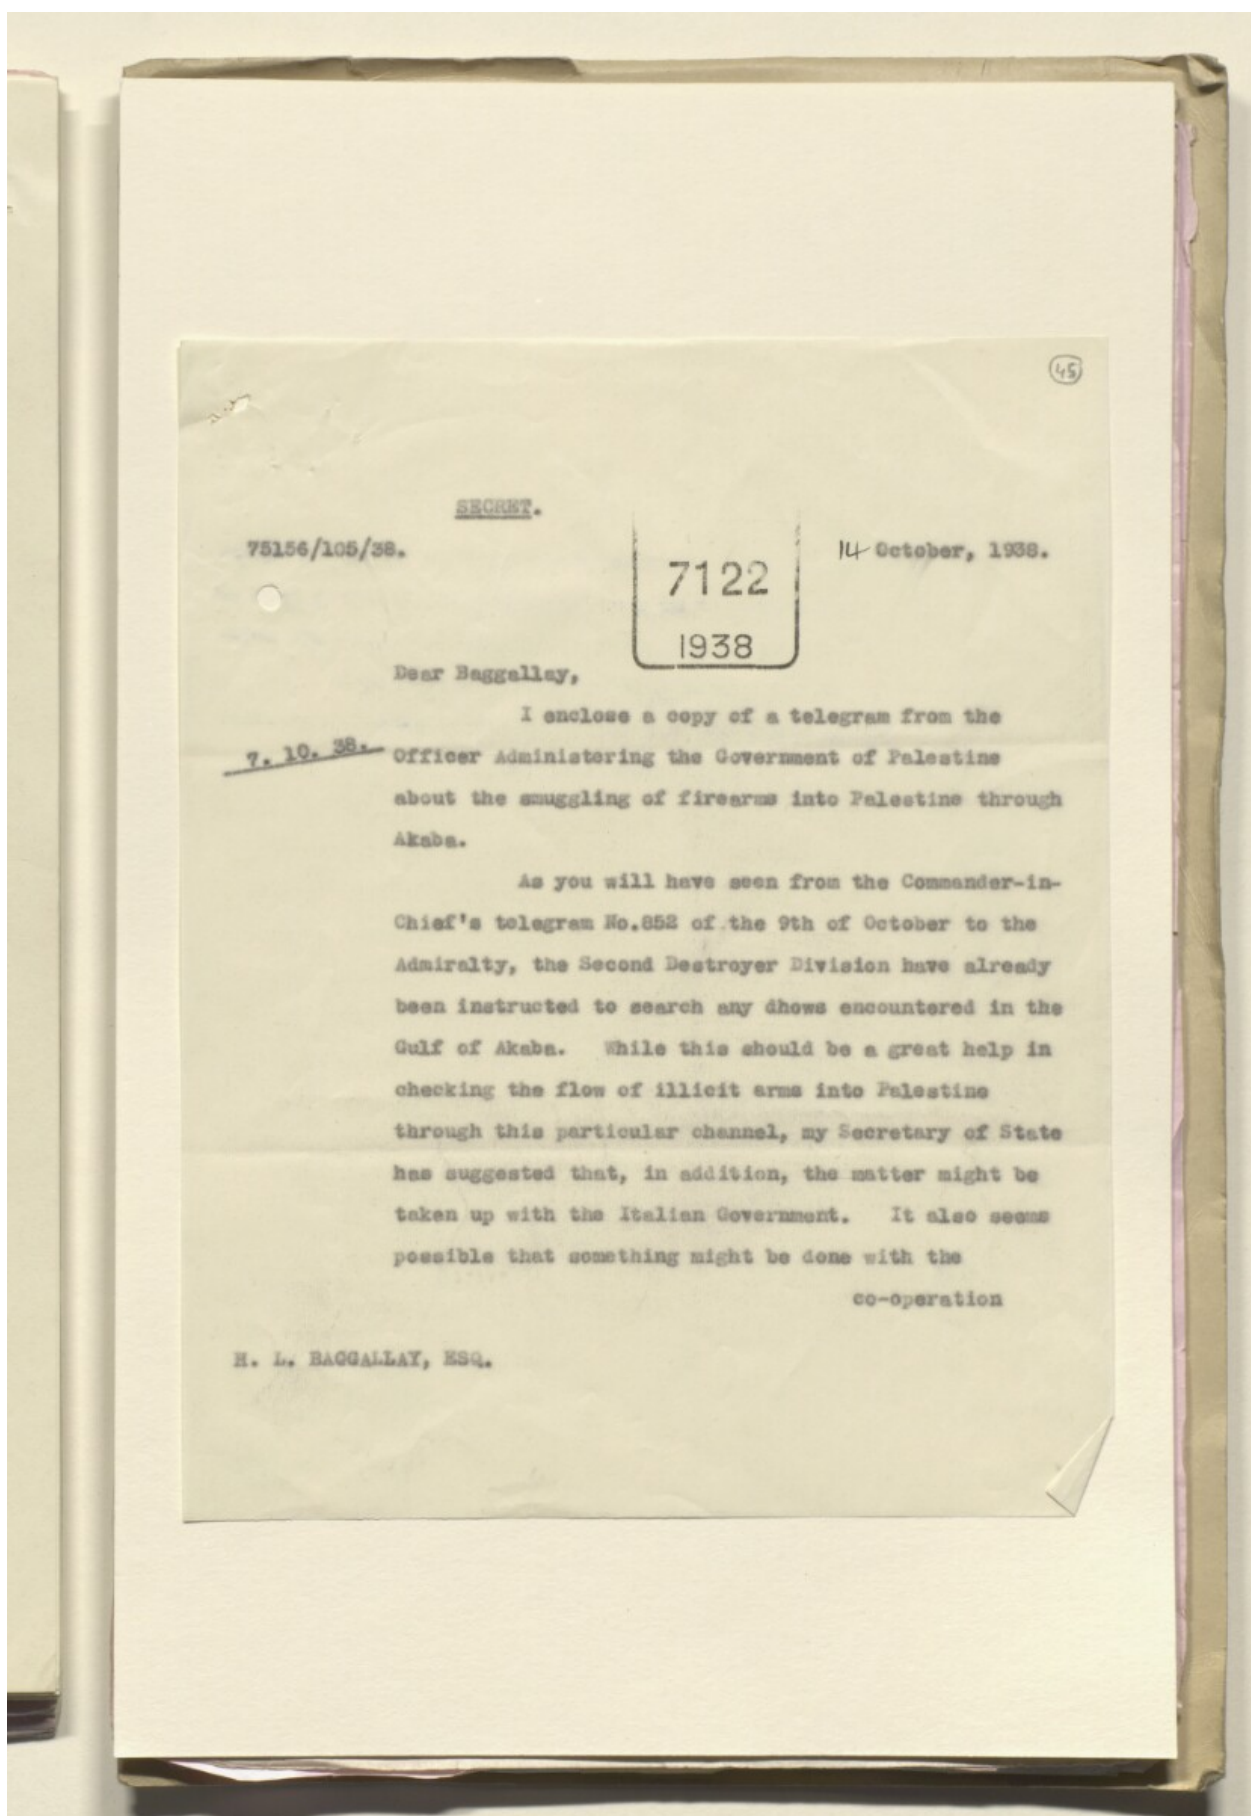 45
SECRET.
75156/105/38.
14 October, 1938.
7122
1938
Dear Baggallay,
I enclose a copy of a telegram from the
7. 10. 38.
Officer Administering the Government of Palestine
about the smuggling of firearms into Palestine through
Akaba.
As you will have seen from the Commander-in-
Chief's telegram No.852 of the 9th of October to the
Admiralty, the Second Destroyer Division have already
been instructed to search any dhows encountered in the
Gulf of Akaba. While this should be a great help in
checking the flow of illicit arms into Palestine
through this particular channel, my Secretary of State
has suggested that, in addition, the matter might be
taken up with the Italian Government. It also seems
possible that something might be done with the
co-operation
H. L. BAGGALLAY, ESQ.